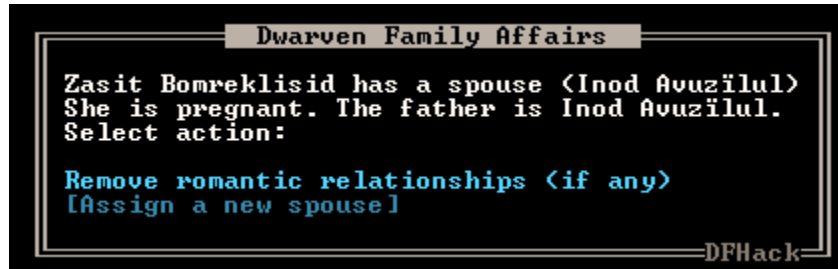 Dwarven Family Affairs
Zasit Bomreklisid has a spouse (Inod Avuzïlul)
She is pregnant. The father is Inod Avuzïlul.
Select action:
Remove romantic relationships (if any)
[Assign a new spouse]
DFHack